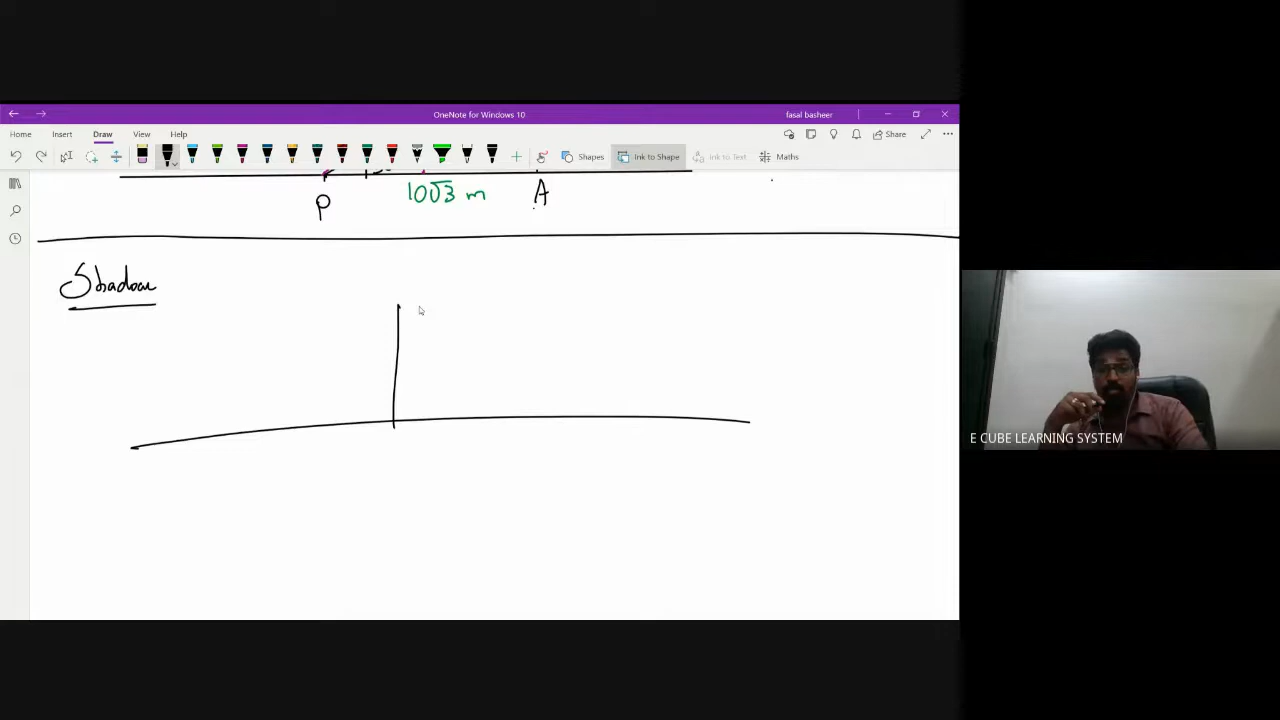 OneNote for Windows 10
fasal basheer
Home Insert Draw View Help
Share
Shapes
Ink to Shape
Ink to Text
Maths
10√3 m
P
A
Shadow
E CUBE LEARNING SYSTEM